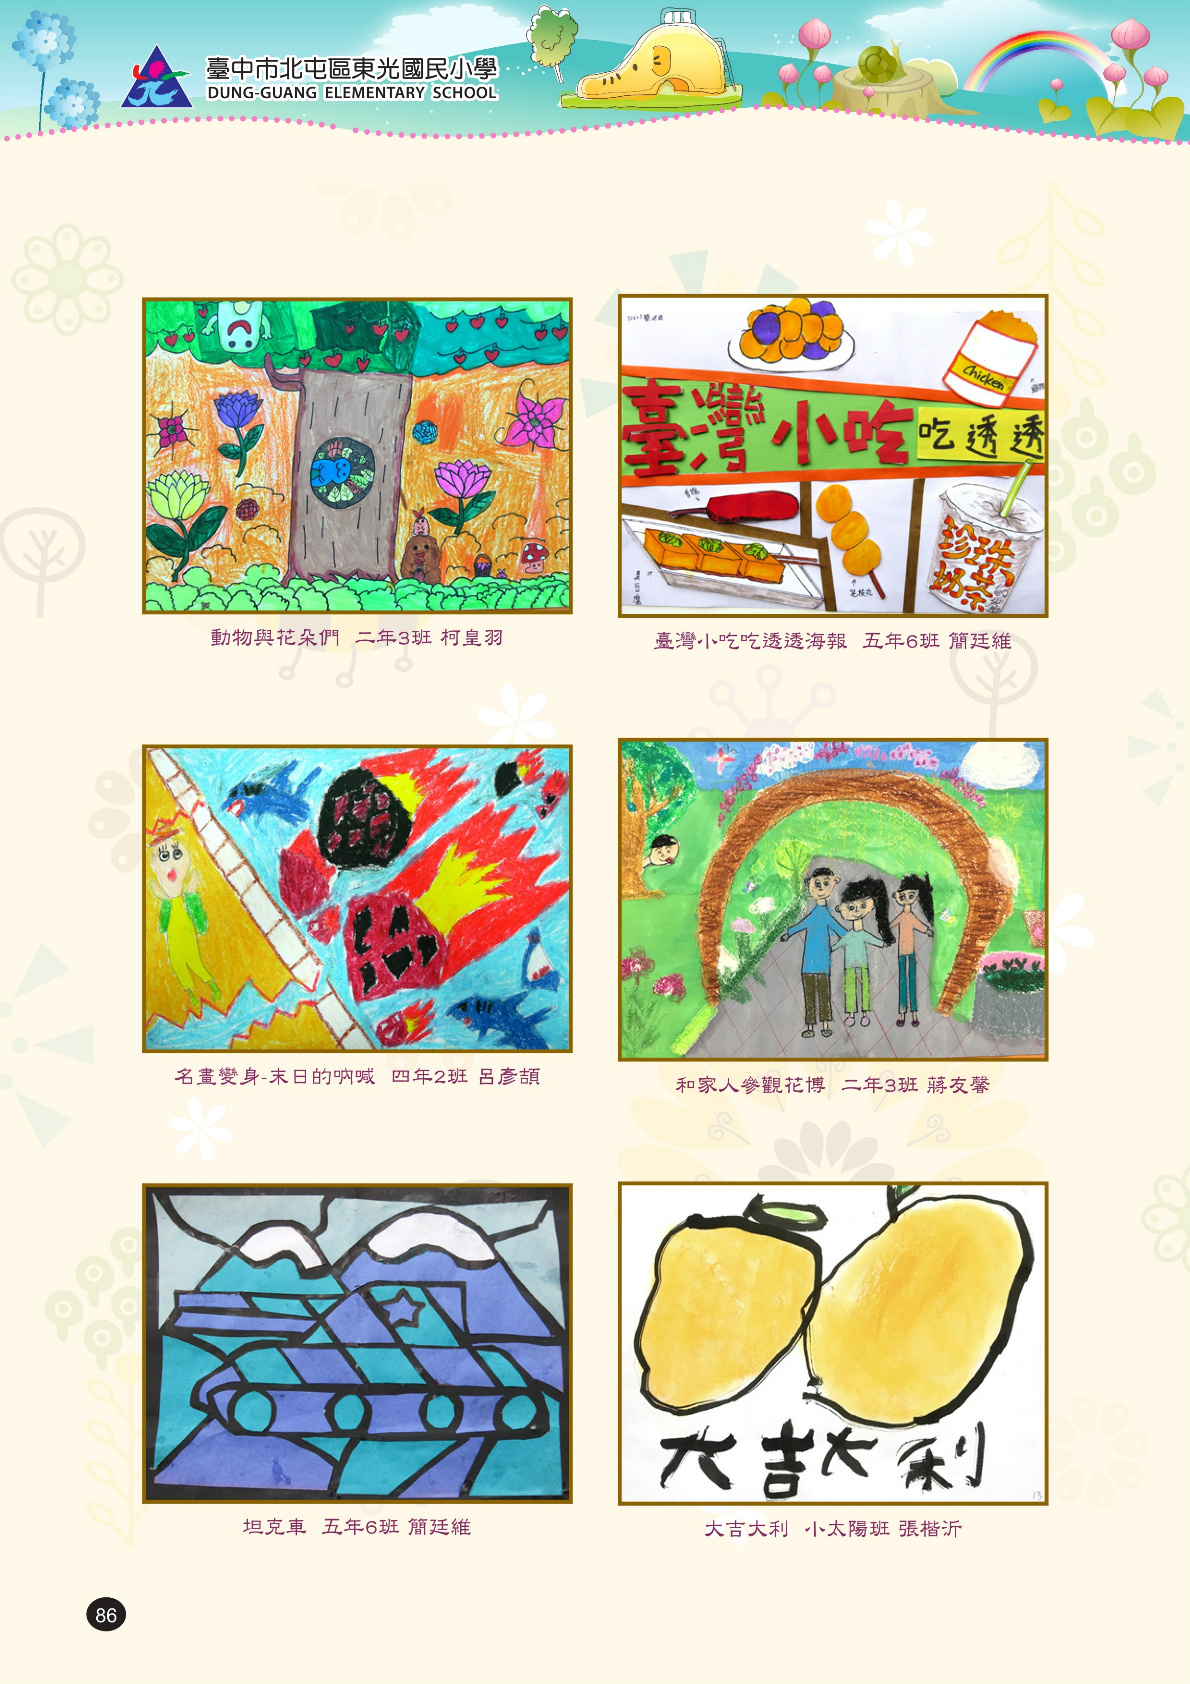 臺中市北屯區東光國民小學
DUNG-GUANG ELEMENTARY SCHOOL
Chicken
臺灣小吃吃透透
香腸
珍珠奶茶
動物與花朵們 二年3班 柯皇羽
臺灣小吃吃透透海報 五年6班 簡廷維
名畫變身-末日的吶喊 四年2班 呂彥頡
和家人參觀花博 二年3班 蔣友馨
大吉大利
13
坦克車 五年6班 簡廷維
大吉大利 小太陽班 張楷沂
86